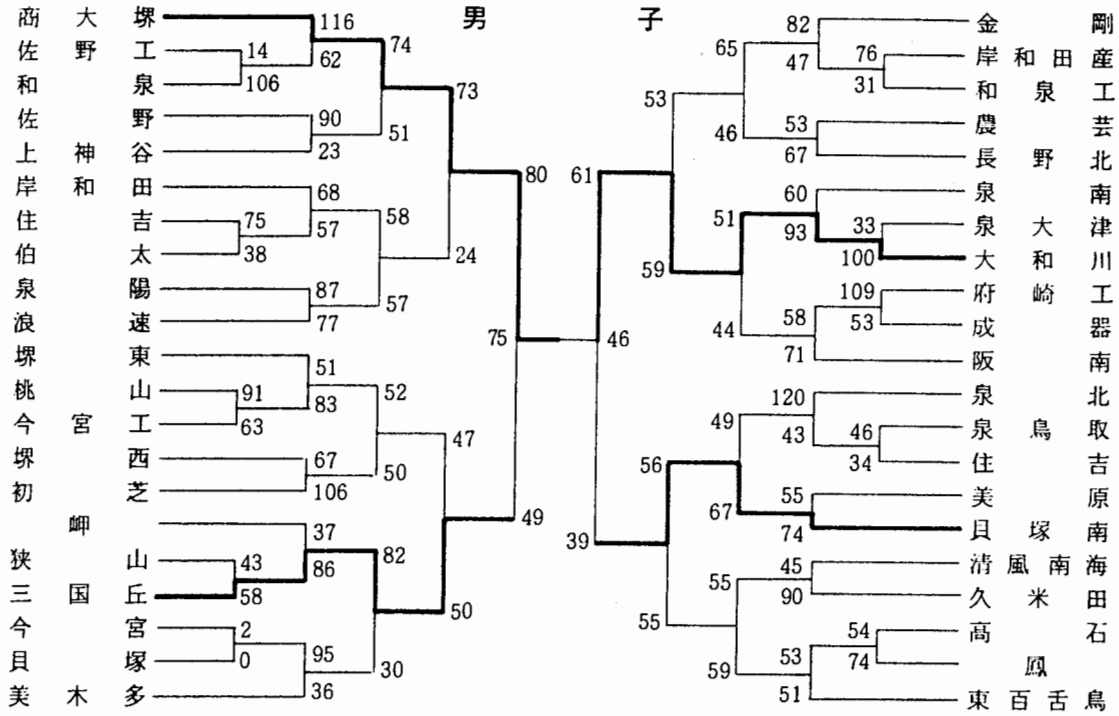 男子
商大堺
佐野工
和泉
佐野
上神谷
岸和田
住吉
伯太
泉陽
浪速
堺東
桃山
今宮工
堺西
初芝
岬
狭山
三国丘
今宮
貝塚
美木多
116
14
62
106
74
90
51
23
73
68
75
57
38
58
24
87
57
77
80
75
51
91
83
63
52
47
67
50
106
49
37
43
86
58
82
50
2
0
95
36
30
金剛
岸和田産
和泉工
農芸
長野北
泉南
泉大津
大和川
府崎工
成器
阪南
泉北
泉鳥取
住吉
美原
貝塚南
清風南海
久米田
高石
鳳
東百舌鳥
82
76
47
31
65
53
46
53
67
61
60
33
93
100
51
59
109
58
53
44
71
46
120
49
46
43
34
56
55
67
74
39
45
55
90
55
54
53
74
59
51